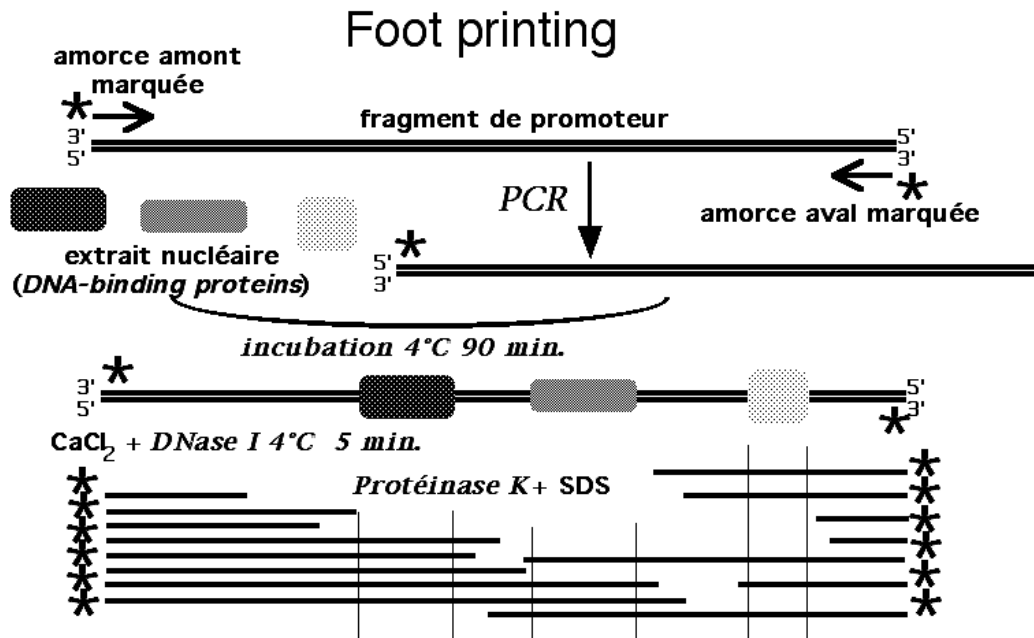 Foot printing
amorce amont
marquée
*
3'
5'
fragment de promoteur
5'
3'
*
PCR
amorce aval marquée
extrait nucléaire
(DNA-binding proteins)
*
5'
3'
incubation 4°C 90 min.
*
3'
5'
5'
3'
*
CaCl2 + DNase I 4°C 5 min.
Protéinase K + SDS
* *
* *
* *
* *
* *
* *